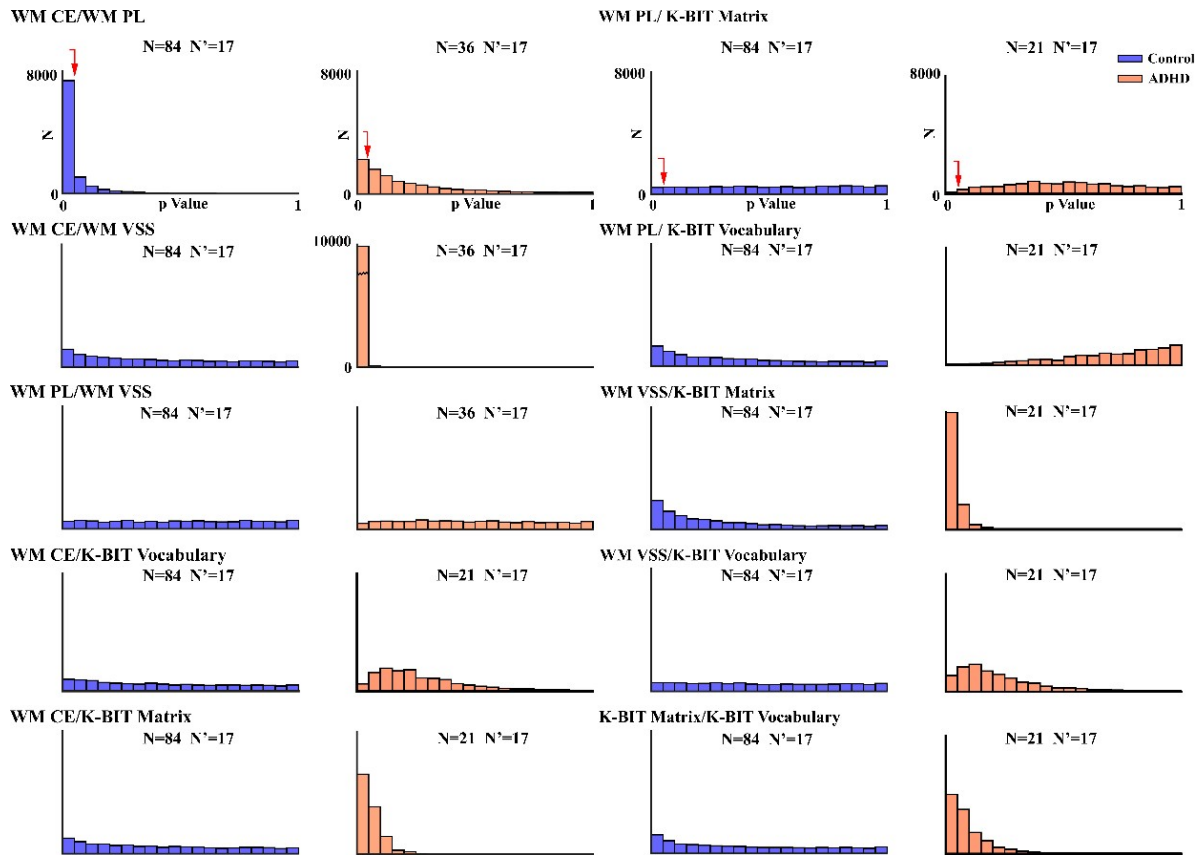 WM CE/WM PL
WM PL/ K-BIT Matrix
N=84 N’=17
N=36 N’=17
N=84 N’=17
N=21 N’=17
Control
ADHD
8000
N
0
0
p Value
1
8000
N
0
0
p Value
1
8000
N
0
0
p Value
1
8000
N
0
0
p Value
1
WM CE/WM VSS
WM PL/ K-BIT Vocabulary
N=84 N’=17
10000
0
N=36 N’=17
N=84 N’=17
N=21 N’=17
WM PL/WM VSS
WM VSS/K-BIT Matrix
N=84 N’=17
N=36 N’=17
N=84 N’=17
N=21 N’=17
WM CE/K-BIT Vocabulary
WM VSS/K-BIT Vocabulary
N=84 N’=17
N=21 N’=17
N=84 N’=17
N=21 N’=17
WM CE/K-BIT Matrix
K-BIT Matrix/K-BIT Vocabulary
N=84 N’=17
N=21 N’=17
N=84 N’=17
N=21 N’=17